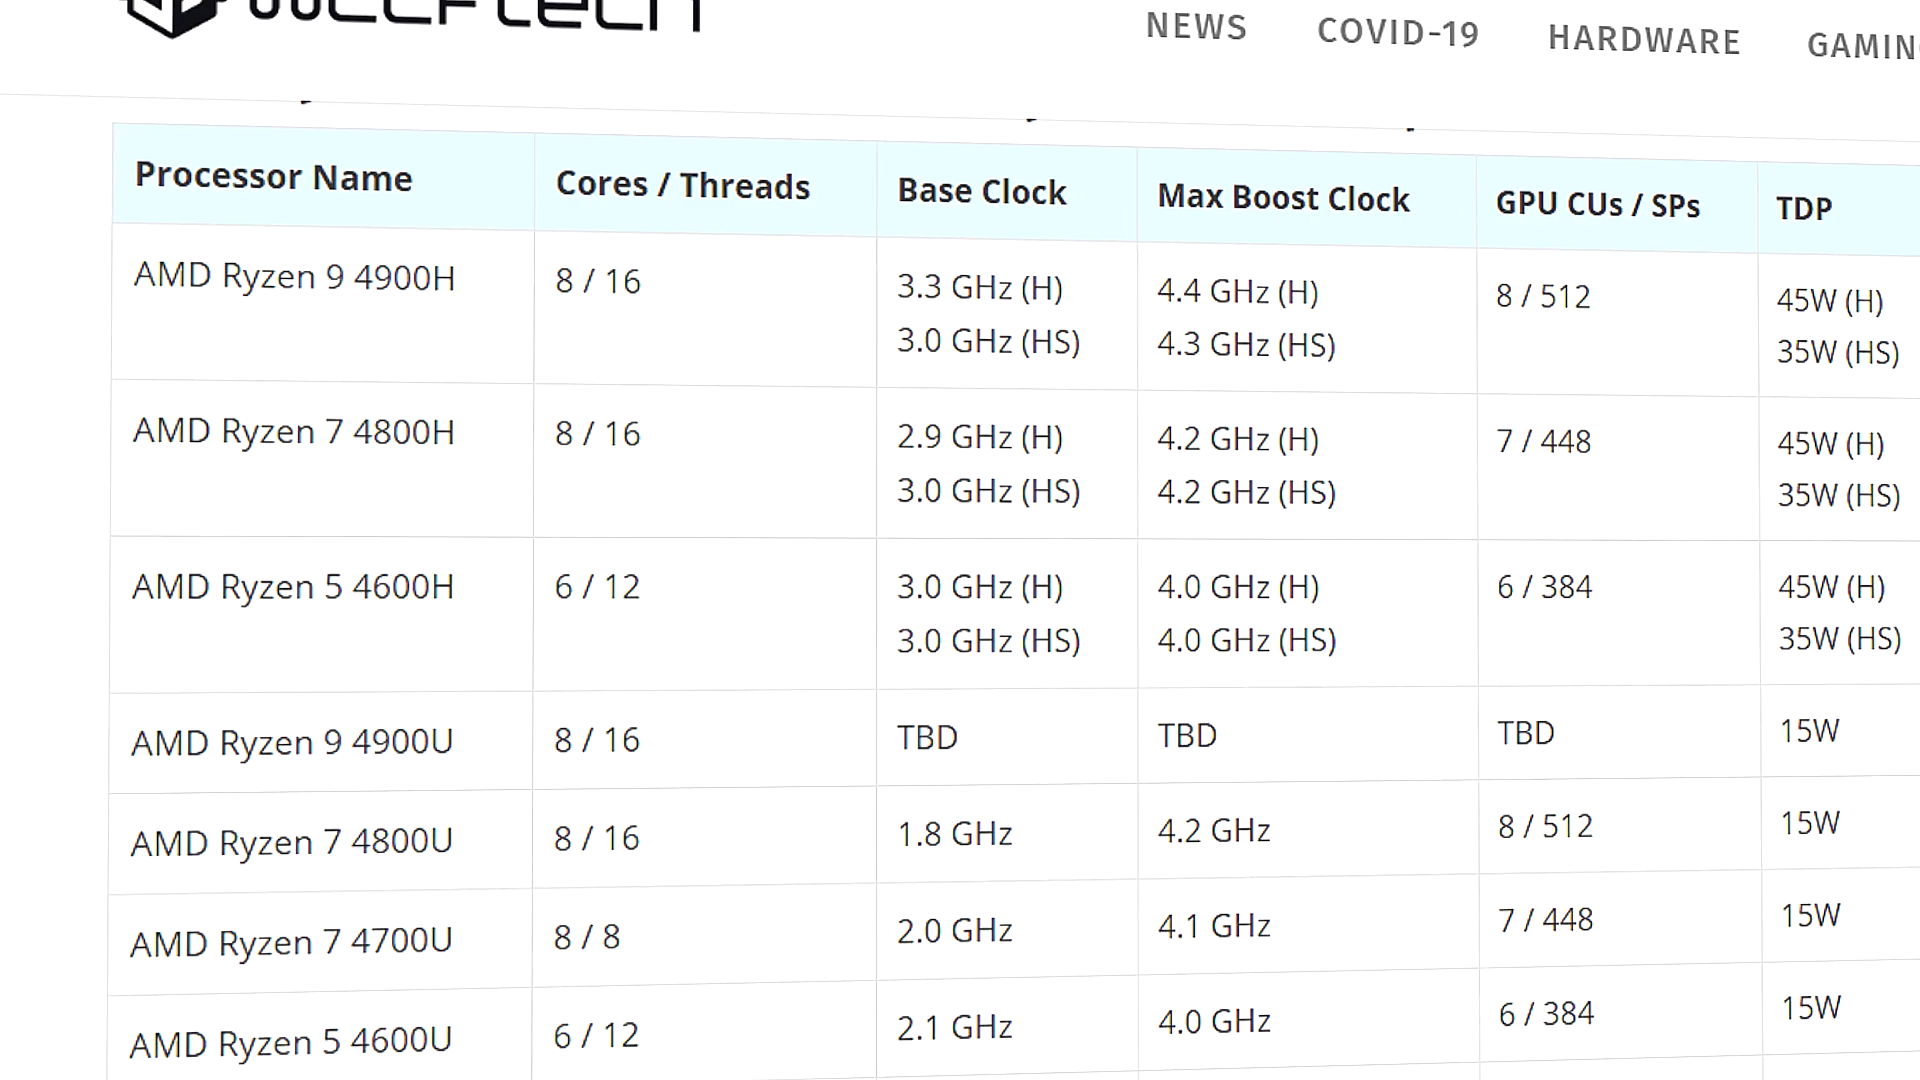 wccftech
NEWS COVID-19 HARDWARE
Processor Name Cores / Threads Base Clock Max Boost Clock GPU CUs / SPs TDP
AMD Ryzen 9 4900H 8 / 16 3.3 GHz (H) 4.4 GHz (H) 8 / 512 45W (H)
3.0 GHz (HS) 4.3 GHz (HS) 35W (HS)
AMD Ryzen 7 4800H 8 / 16 2.9 GHz (H) 4.2 GHz (H) 7 / 448 45W (H)
3.0 GHz (HS) 4.2 GHz (HS) 35W (HS)
AMD Ryzen 5 4600H 6 / 12 3.0 GHz (H) 4.0 GHz (H) 6 / 384 45W (H)
3.0 GHz (HS) 4.0 GHz (HS) 35W (HS)
AMD Ryzen 9 4900U 8 / 16 TBD TBD TBD 15W
AMD Ryzen 7 4800U 8 / 16 1.8 GHz 4.2 GHz 8 / 512 15W
AMD Ryzen 7 4700U 8 / 8 2.0 GHz 4.1 GHz 7 / 448 15W
AMD Ryzen 5 4600U 6 / 12 2.1 GHz 4.0 GHz 6 / 384 15W